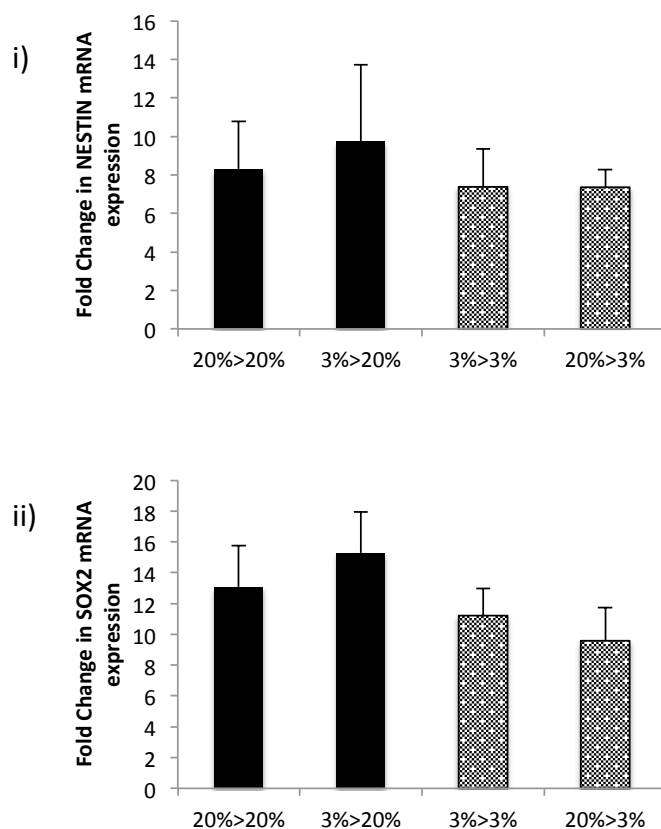 i)
Fold Change in NESTIN mRNA
expression
16
14
12
10
8
6
4
2
0
20%>20% 3%>20% 3%>3% 20%>3%
ii)
Fold Change in SOX2 mRNA
expression
20
18
16
14
12
10
8
6
4
2
0
20%>20% 3%>20% 3%>3% 20%>3%